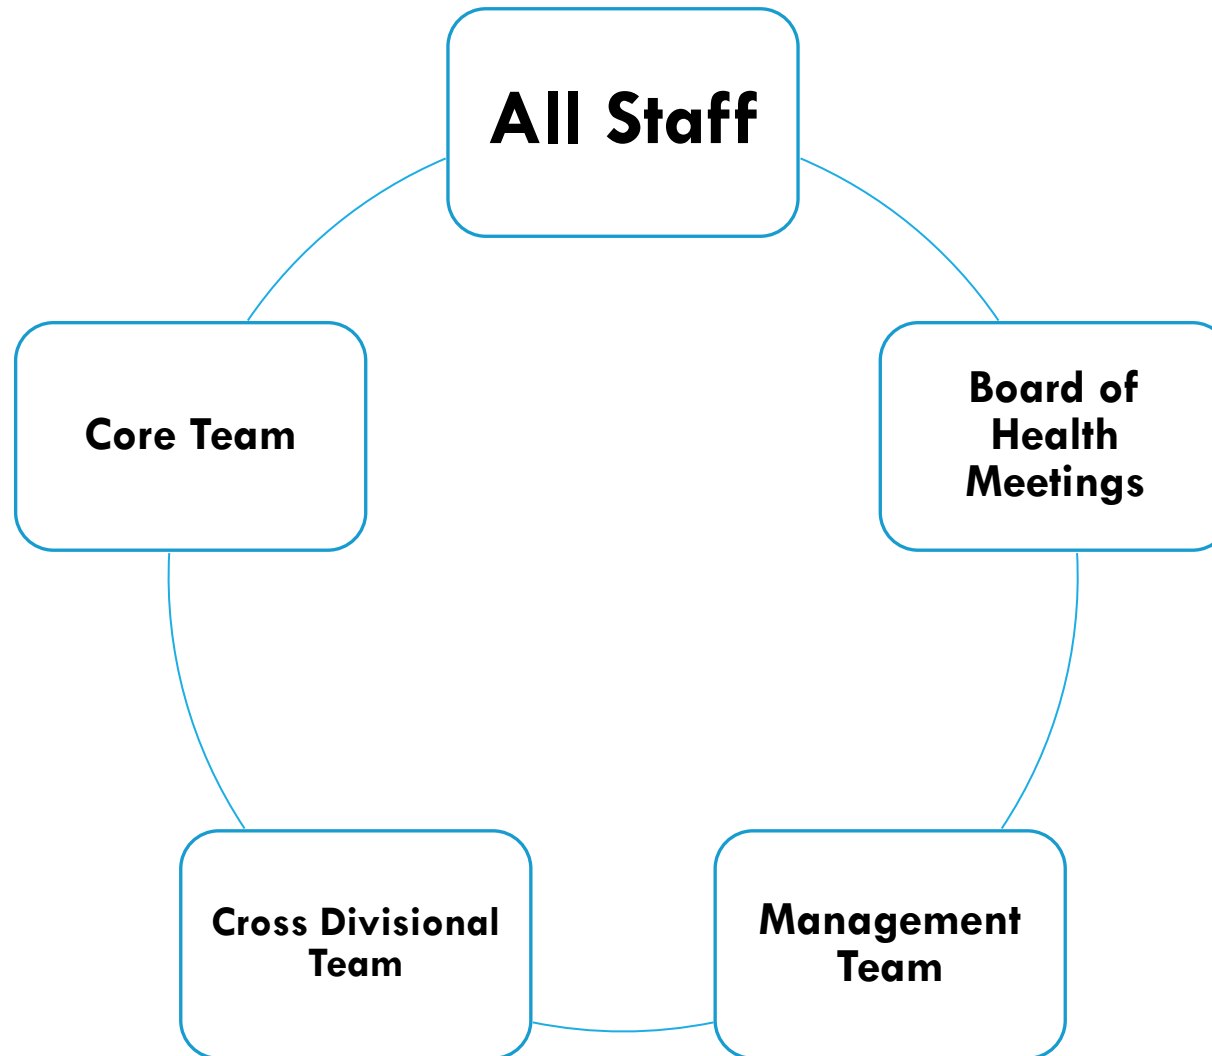 All Staff
Board of
Health
Meetings
Management
Team
Cross Divisional
Team
Core Team